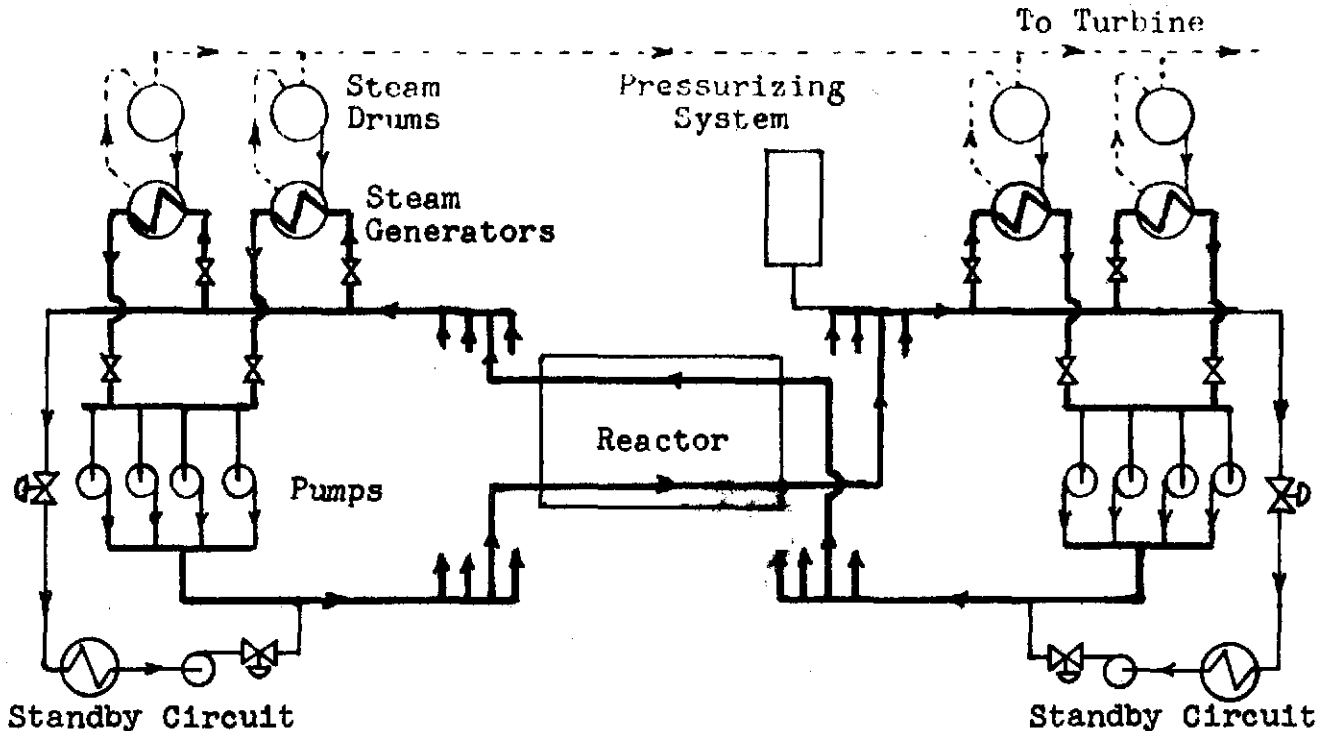 To Turbine
Steam
Drums
Pressurizing
System
Steam
Generators
Reactor
Pumps
Standby Circuit
Standby Circuit